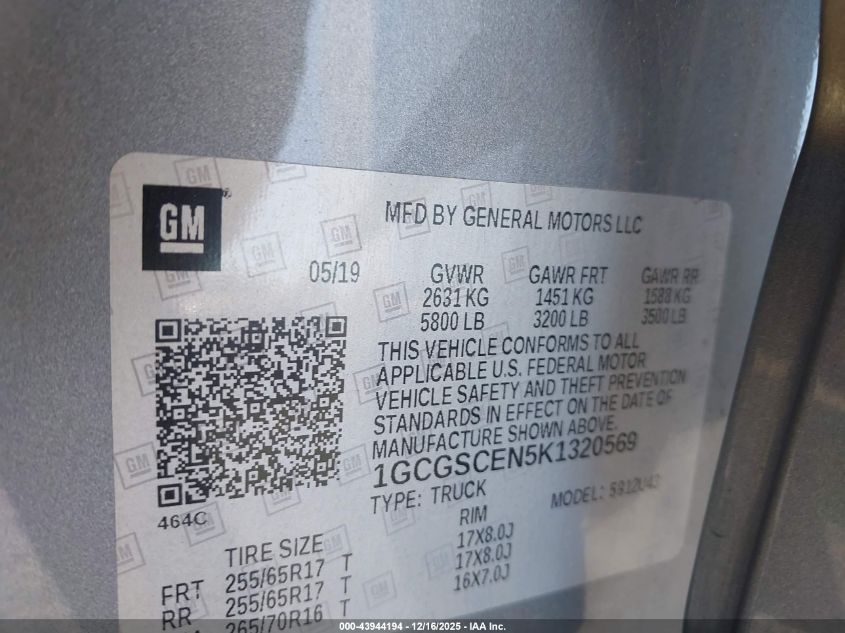 GM
MFD BY GENERAL MOTORS LLC
05/19 GVWR GAWR FRT GAWR RR
2631 KG 1451 KG 1588 KG
5800 LB 3200 LB 3500 LB
THIS VEHICLE CONFORMS TO ALL
APPLICABLE U.S. FEDERAL MOTOR
VEHICLE SAFETY AND THEFT PREVENTION
STANDARDS IN EFFECT ON THE DATE OF
MANUFACTURE SHOWN ABOVE.
1GCGSCEN5K1320569
TYPE: TRUCK MODEL:
464C
TIRE SIZE RIM
FRT 255/65R17 T 17X8.0J
RR 255/65R17 T 17X8.0J
265/70R16 T 16X7.0J
000-43944194 - 12/16/2025 - IAA Inc.